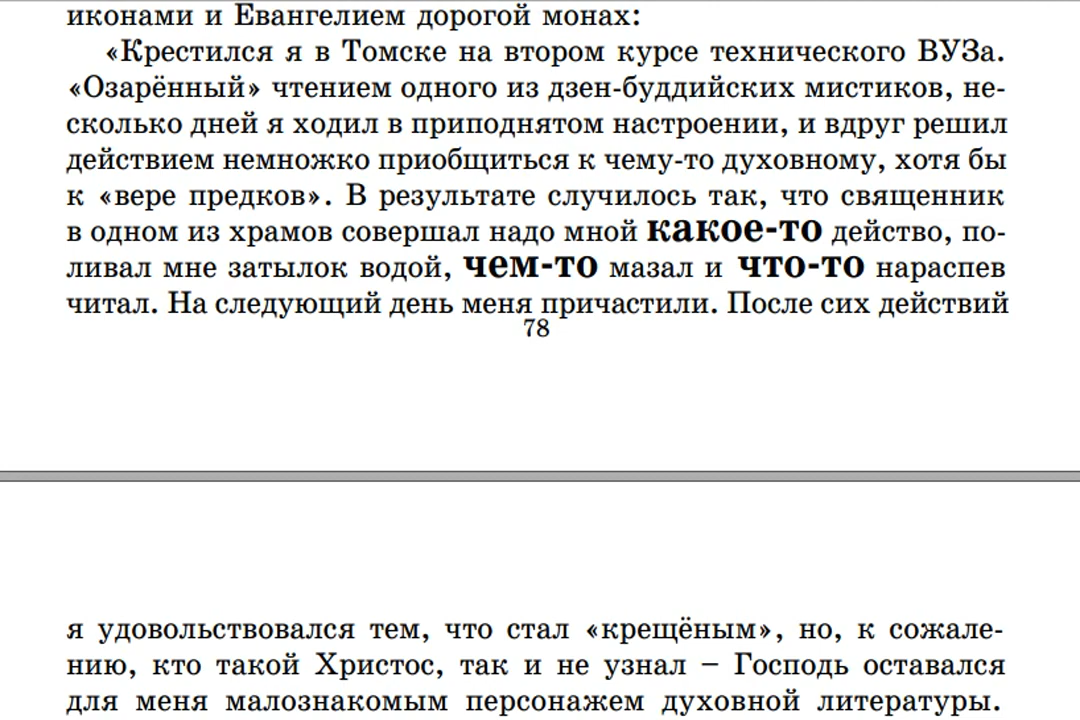 иконами и Евангелием дорогой монах:
«Крестился я в Томске на втором курсе технического ВУЗа.
«Озарённый» чтением одного из дзен-буддийских мистиков, не-
сколько дней я ходил в приподнятом настроении, и вдруг решил
действием немножко приобщиться к чему-то духовному, хотя бы
к «вере предков». В результате случилось так, что священник
в одном из храмов совершал надо мной какое-то действо, по-
ливал мне затылок водой, чем-то мазал и что-то нараспев
читал. На следующий день меня причастили. После сих действий
78
я удовольствовался тем, что стал «крещёным», но, к сожале-
нию, кто такой Христос, так и не узнал – Господь оставался
для меня малознакомым персонажем духовной литературы.